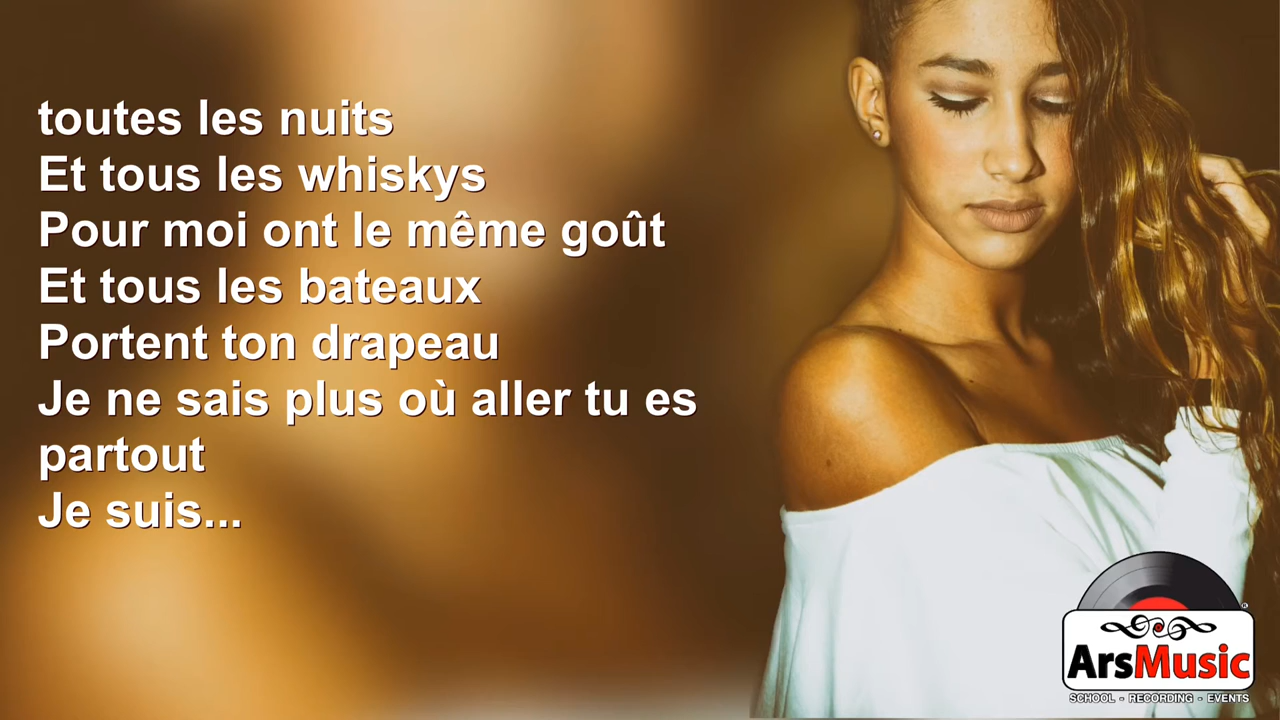 toutes les nuits
Et tous les whiskys
Pour moi ont le même goût
Et tous les bateaux
Portent ton drapeau
Je ne sais plus où aller tu es
partout
Je suis...
®
ArsMusic
SCHOOL - RECORDING - EVENTS